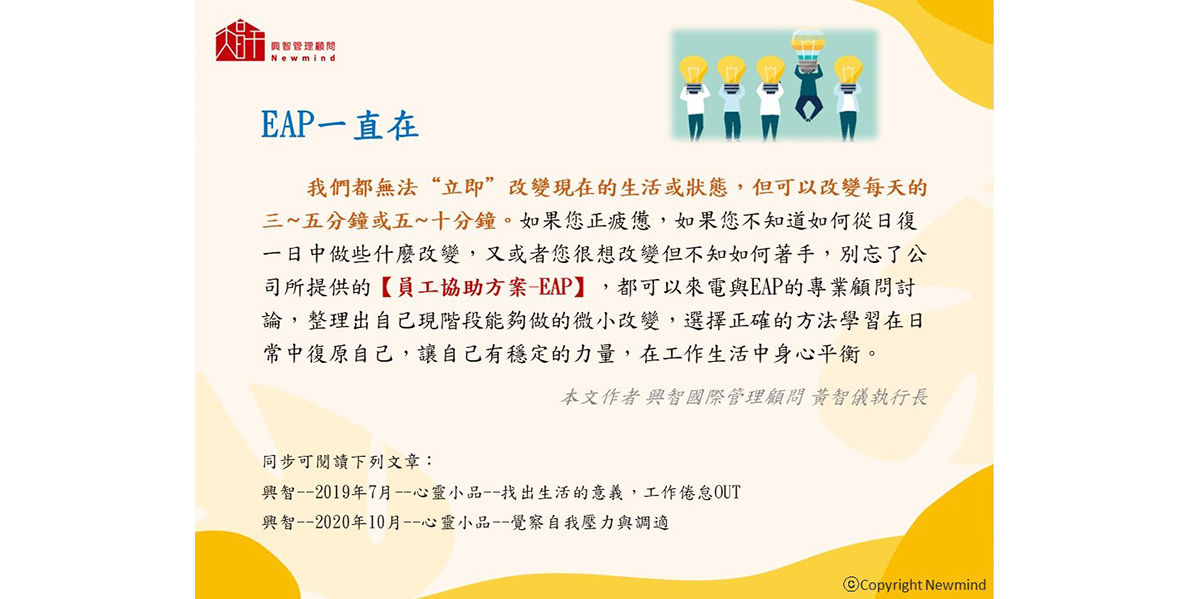 興智管理顧問
Newmind
EAP一直在
我們都無法“立即”改變現在的生活或狀態，但可以改變每天的
三~五分鐘或五~十分鐘。如果您正疲憊，如果您不知道如何從日復
一日中做些什麼改變，又或者您很想改變但不知如何著手，別忘了公
司所提供的【員工協助方案-EAP】，都可以來電與EAP的專業顧問討
論，整理出自己現階段能夠做的微小改變，選擇正確的方法學習在日
常中復原自己，讓自己有穩定的力量，在工作生活中身心平衡。
本文作者 興智國際管理顧問 黃智儀執行長
同步可閱讀下列文章：
興智--2019年7月--心靈小品--找出生活的意義，工作倦怠OUT
興智--2020年10月--心靈小品--覺察自我壓力與調適
ⓒCopyright Newmind